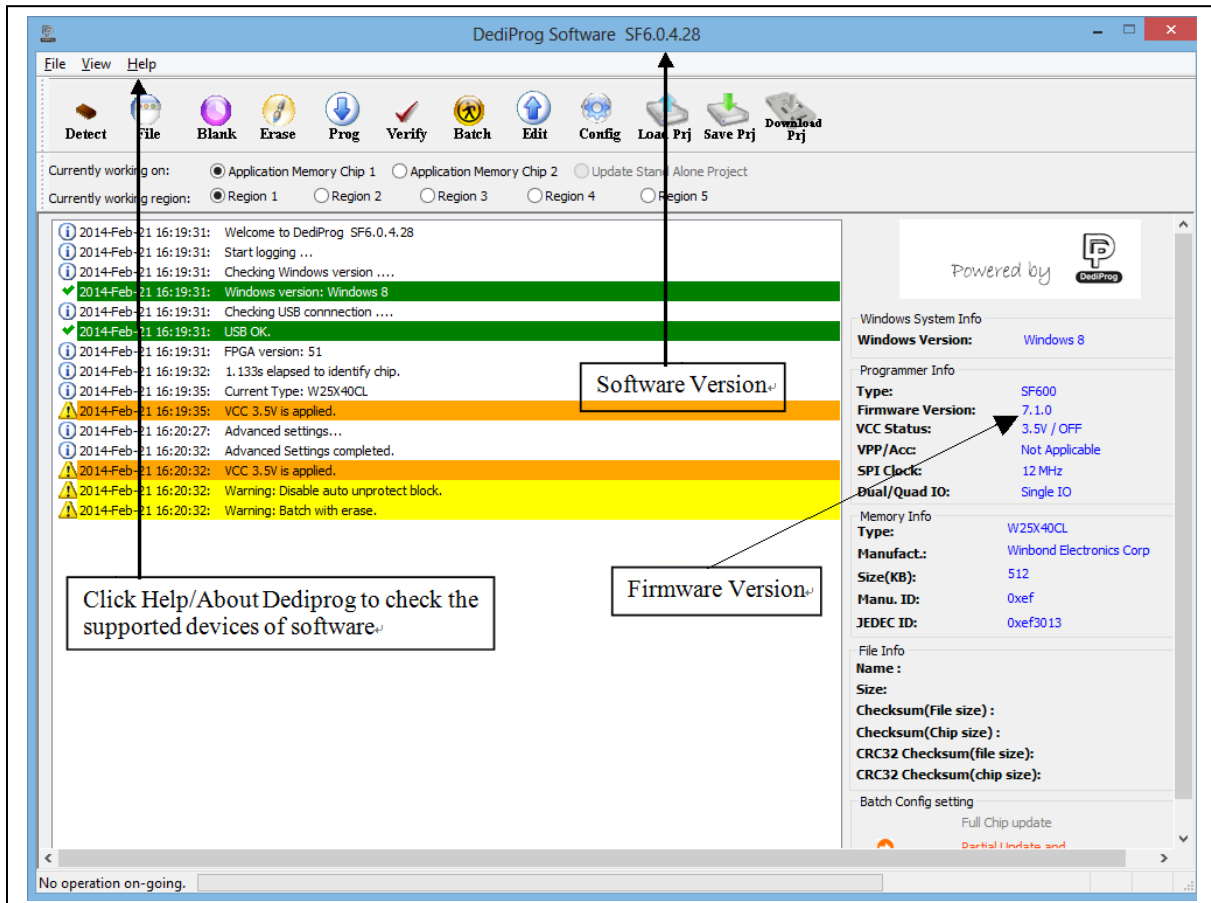 DediProg Software SF6.0.4.28
File View Help
Detect File Blank Erase Prog Verify Batch Edit Config Load Prj Save Prj Download Prj
Currently working on: Application Memory Chip 1 Application Memory Chip 2 Update Stand Alone Project
Currently working region: Region 1 Region 2 Region 3 Region 4 Region 5
2014-Feb-21 16:19:31: Welcome to DediProg SF6.0.4.28
2014-Feb-21 16:19:31: Start logging ...
2014-Feb-21 16:19:31: Checking Windows version ....
2014-Feb-21 16:19:31: Windows version: Windows 8
2014-Feb-21 16:19:31: Checking USB connnection ....
2014-Feb-21 16:19:31: USB OK.
2014-Feb-21 16:19:31: FPGA version: 51
2014-Feb-21 16:19:32: 1.133s elapsed to identify chip.
2014-Feb-21 16:19:35: Current Type: W25X40CL
2014-Feb-21 16:19:35: VCC 3.5V is applied.
2014-Feb-21 16:20:27: Advanced settings...
2014-Feb-21 16:20:32: Advanced Settings completed.
2014-Feb-21 16:20:32: VCC 3.5V is applied.
2014-Feb-21 16:20:32: Warning: Disable auto unprotect block.
2014-Feb-21 16:20:32: Warning: Batch with erase.
Software Version
Click Help/About Dediprog to check the
supported devices of software
Firmware Version
Powered by DediProg
Windows System Info
Windows Version: Windows 8
Programmer Info
Type: SF600
Firmware Version: 7.1.0
VCC Status: 3.5V / OFF
VPP/Acc: Not Applicable
SPI Clock: 12 MHz
Dual/Quad IO: Single IO
Memory Info
Type: W25X40CL
Manufact.: Winbond Electronics Corp
Size(KB): 512
Manu. ID: 0xef
JEDEC ID: 0xef3013
File Info
Name :
Size:
Checksum(File size) :
Checksum(Chip size) :
CRC32 Checksum(file size):
CRC32 Checksum(chip size):
Batch Config setting
Full Chip update
Partial Update and
No operation on-going.